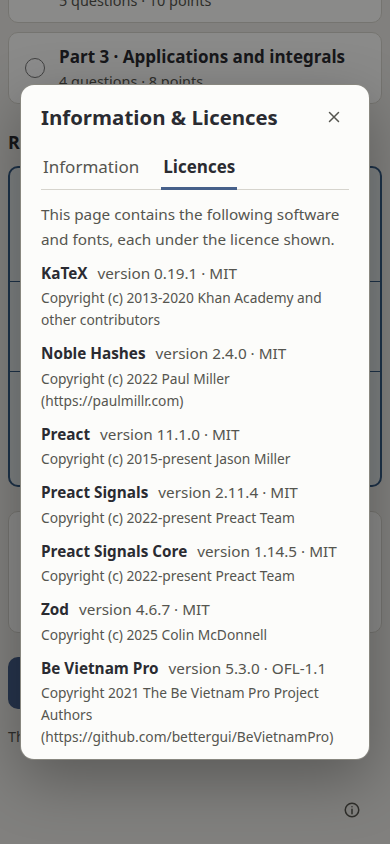 5 questions · 10 points
Part 3 · Applications and integrals
4 questions · 8 points
Information & Licences
R
Information
Licences
This page contains the following software
and fonts, each under the licence shown.
KaTeX version 0.19.1 · MIT
Copyright (c) 2013-2020 Khan Academy and
other contributors
Noble Hashes version 2.4.0 · MIT
Copyright (c) 2022 Paul Miller
(https://paulmillr.com)
Preact version 11.1.0 · MIT
Copyright (c) 2015-present Jason Miller
Preact Signals version 2.11.4 · MIT
Copyright (c) 2022-present Preact Team
Preact Signals Core version 1.14.5 · MIT
Copyright (c) 2022-present Preact Team
Zod version 4.6.7 · MIT
Copyright (c) 2025 Colin McDonnell
Be Vietnam Pro version 5.3.0 · OFL-1.1
Copyright 2021 The Be Vietnam Pro Project
Authors
(https://github.com/bettergui/BeVietnamPro)
Th